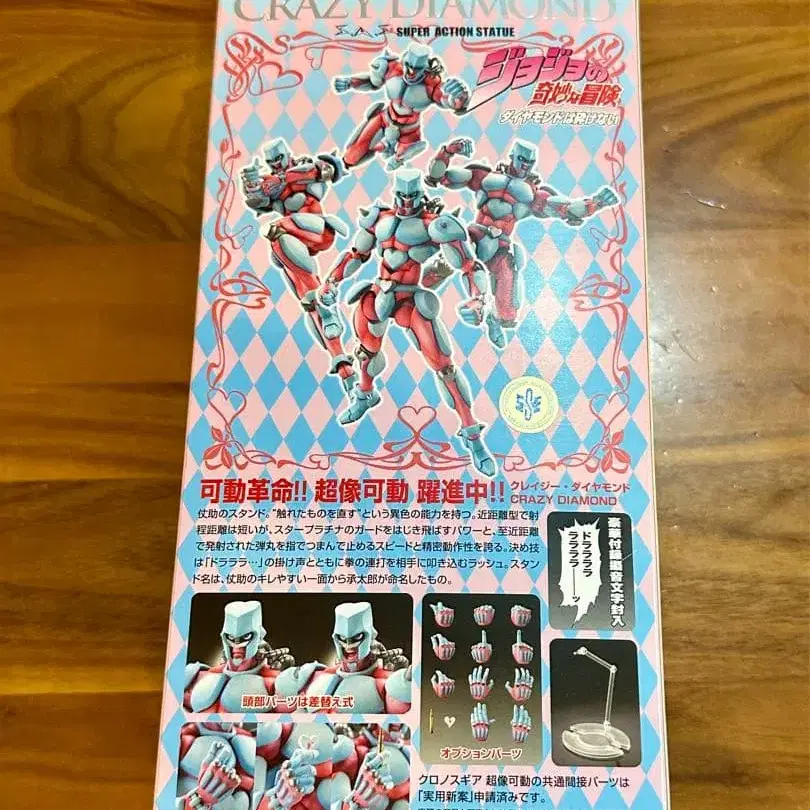 CRAZY DIAMOND
S.A.S SUPER ACTION STATUE
ジョジョの
奇妙な冒険
ダイヤモンドは砕けない
可動革命!! 超像可動 躍進中!!
クレイジー・ダイヤモンド
CRAZY DIAMOND
仗助のスタンド。"触れたものを直す"という異色の能力を持つ。近距離型で射
程距離は短いが、スタープラチナのガードをはじき飛ばすパワーと、至近距離
で発射された弾丸を指でつまんで止めるスピードと精密動作性を誇る。決め技
は「ドラララ…」の掛け声とともに拳の連打を相手に叩き込むラッシュ。スタン
ド名は、仗助のキレやすい一面から承太郎が命名したもの。
豪華付属擬音文字封入
ドララララ
ララララーッ
頭部パーツは差替え式
オプションパーツ
クロノスギア 超像可動の共通間接パーツは
「実用新案」申請済みです。